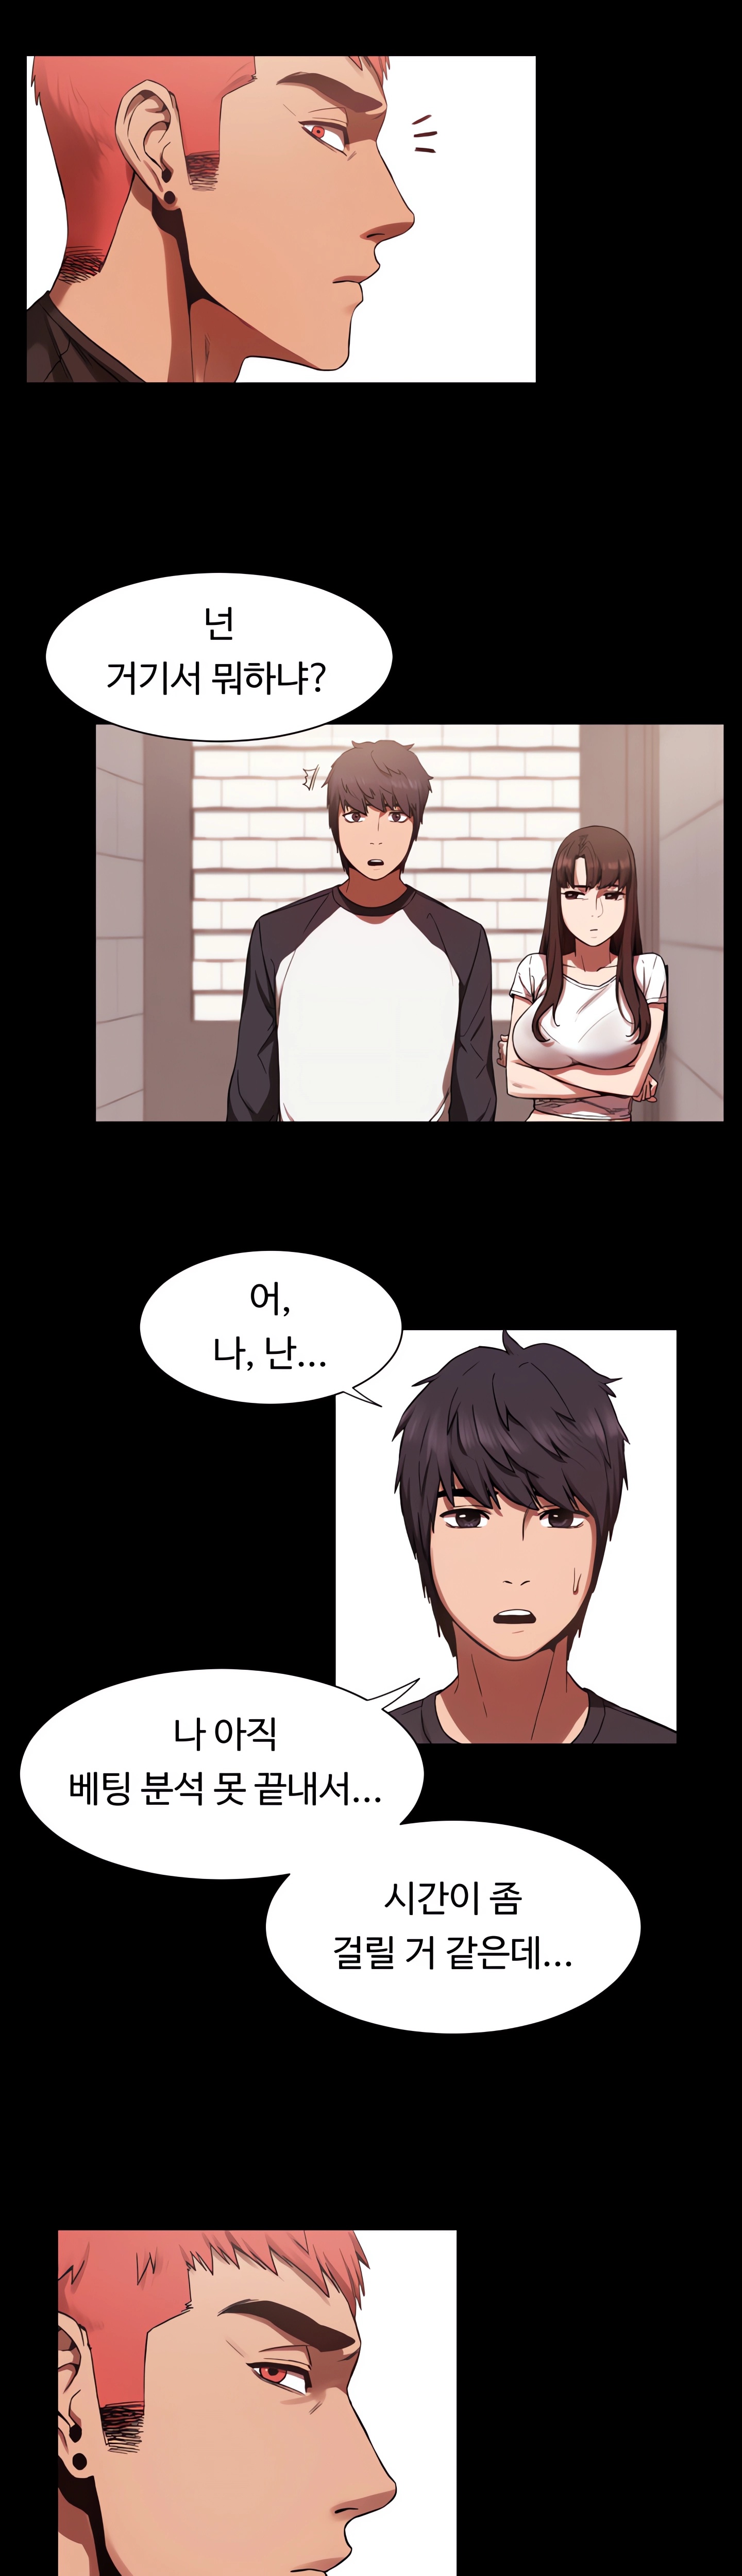 넌
거기서 뭐하냐?
어,
나, 난...
나 아직
베팅 분석 못 끝내서...
시간이 좀
걸릴 거 같은데...